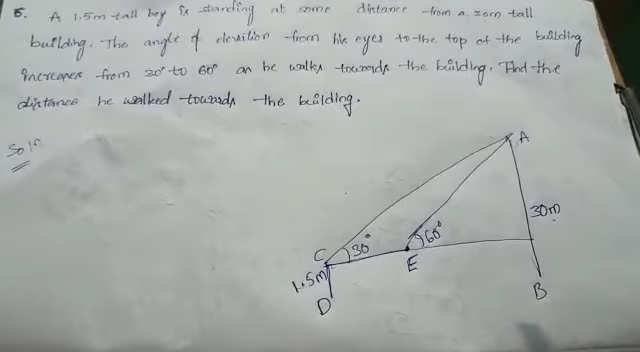 5. A 1.5m tall boy is standing at some distance from a 30m tall
building. The angle of elevation from his eyes to the top of the building
increases from 30° to 60° as he walks towards the building. Find the
distance he walked towards the building.
Soln
A
30m
C 30° 60°
E
1.5m
D
B